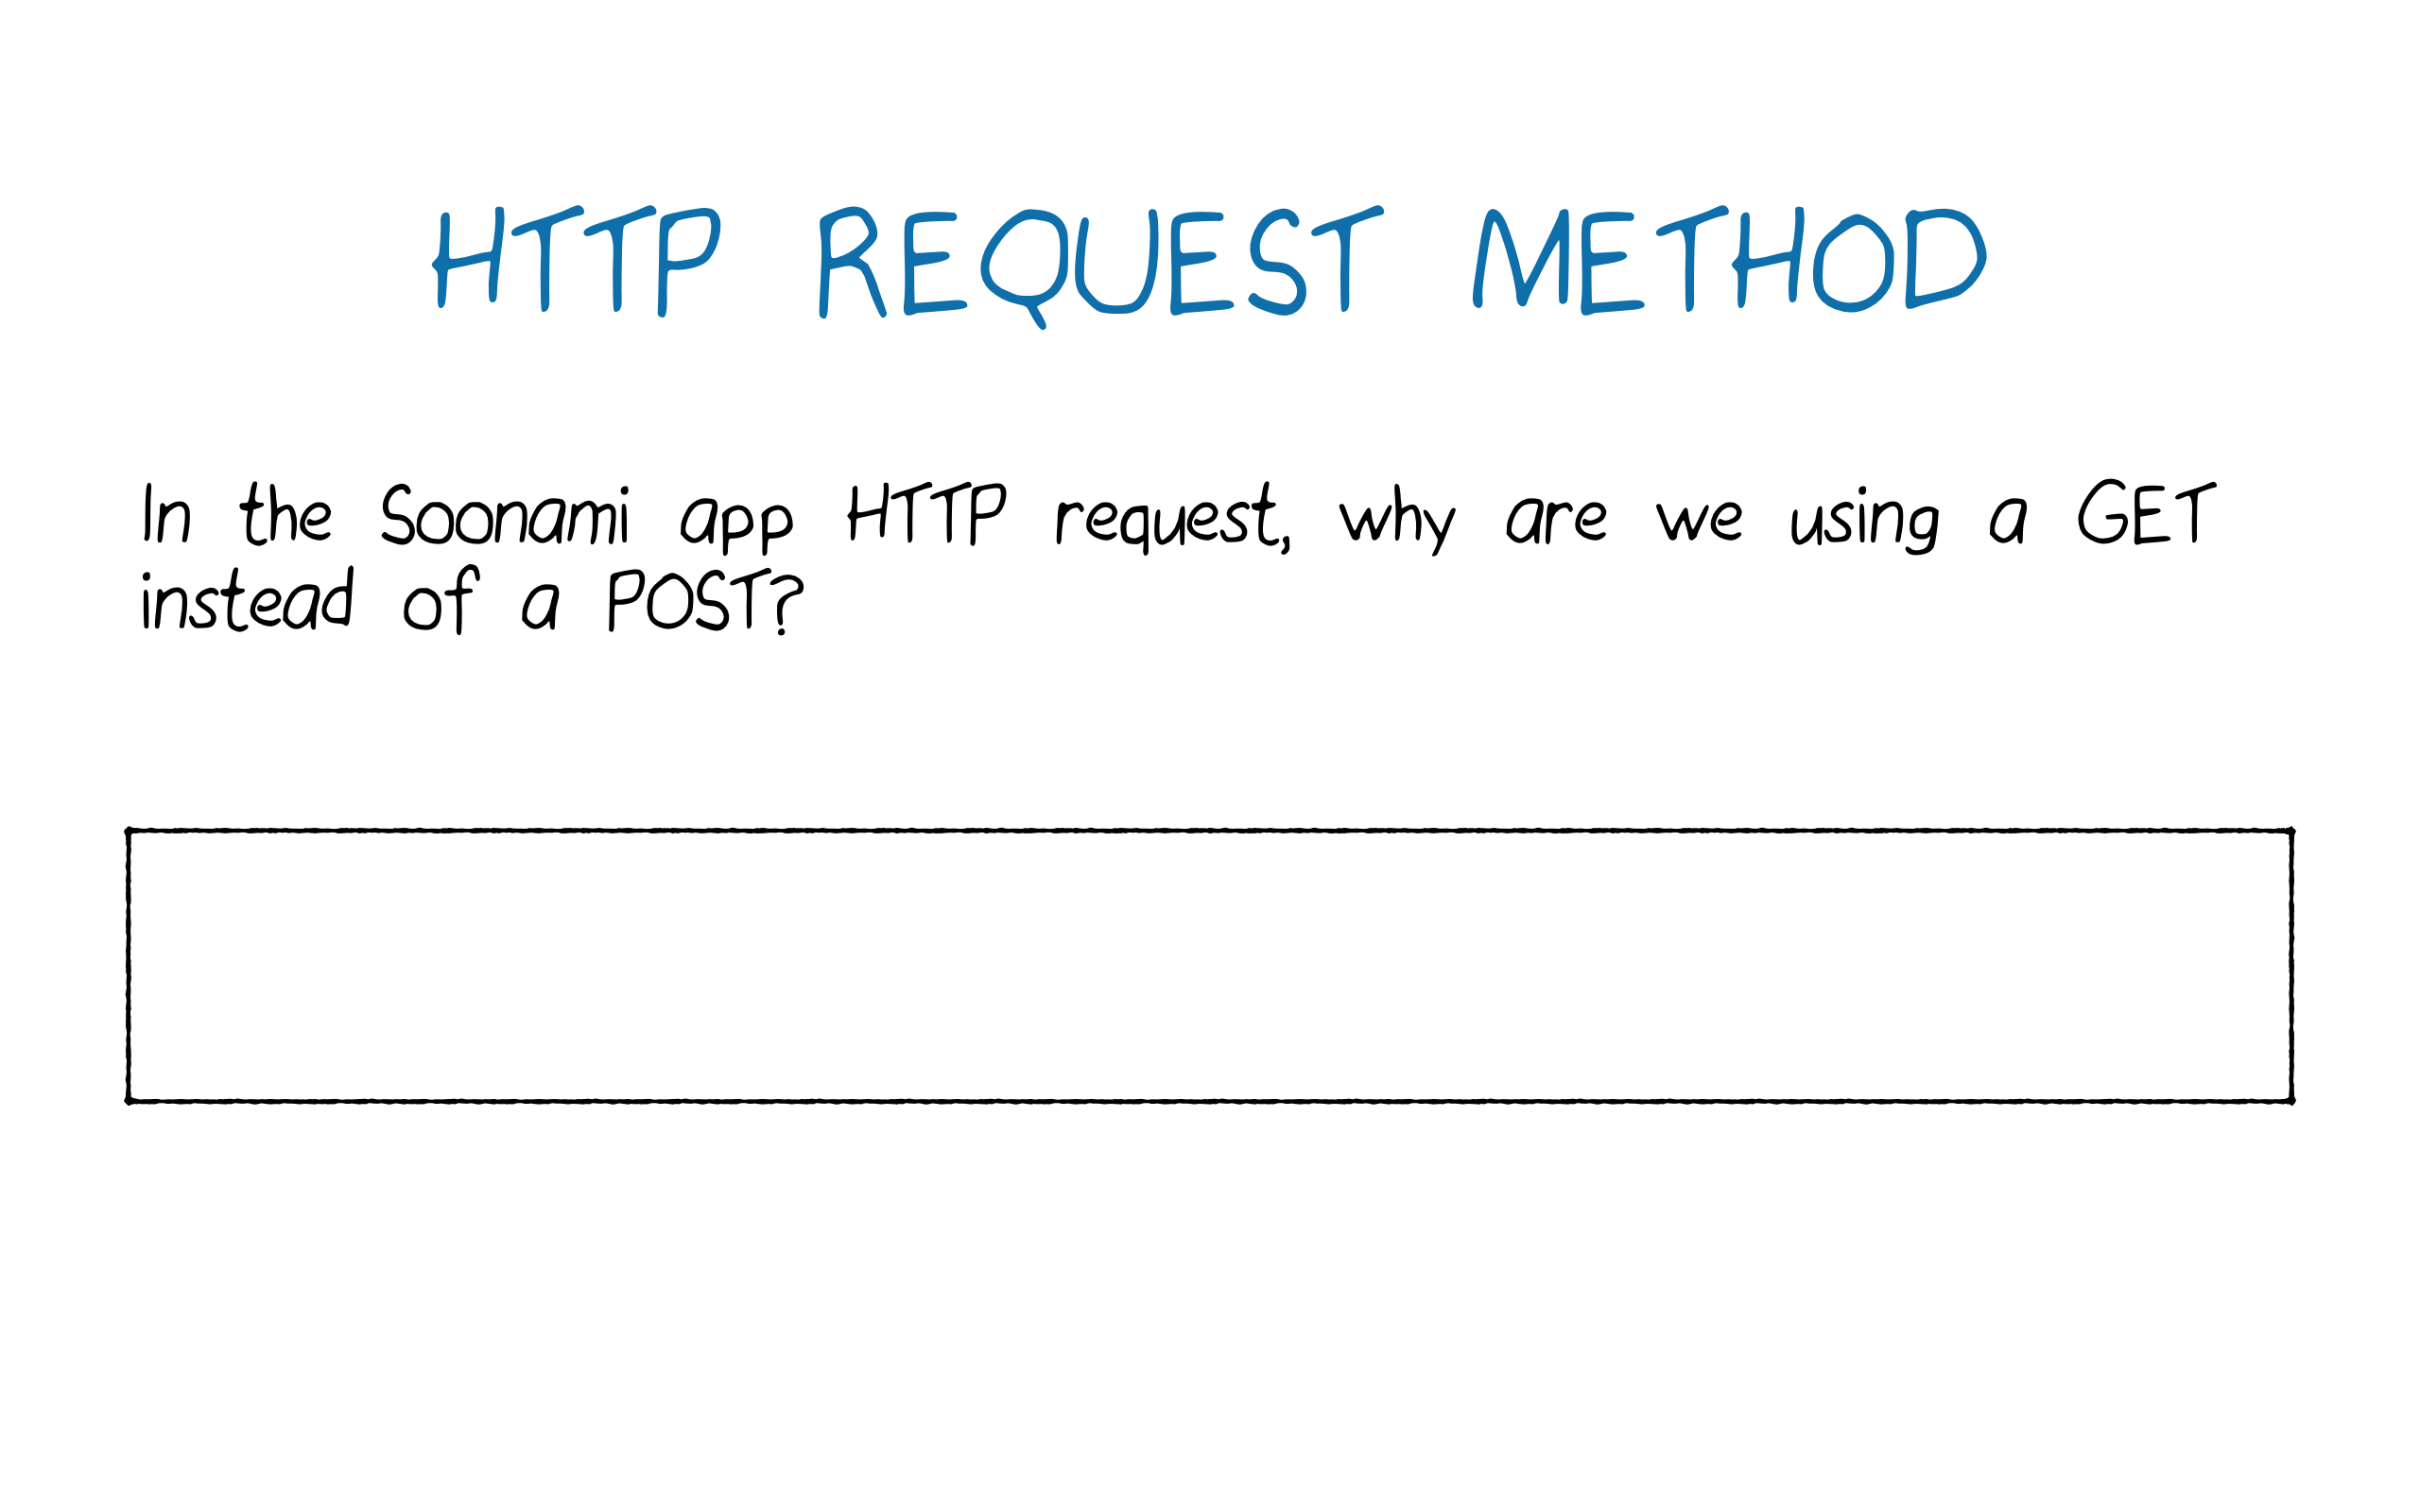 HTTP REQUEST METHOD
In the Soonami app HTTP request, why are we using a GET
instead of a POST?